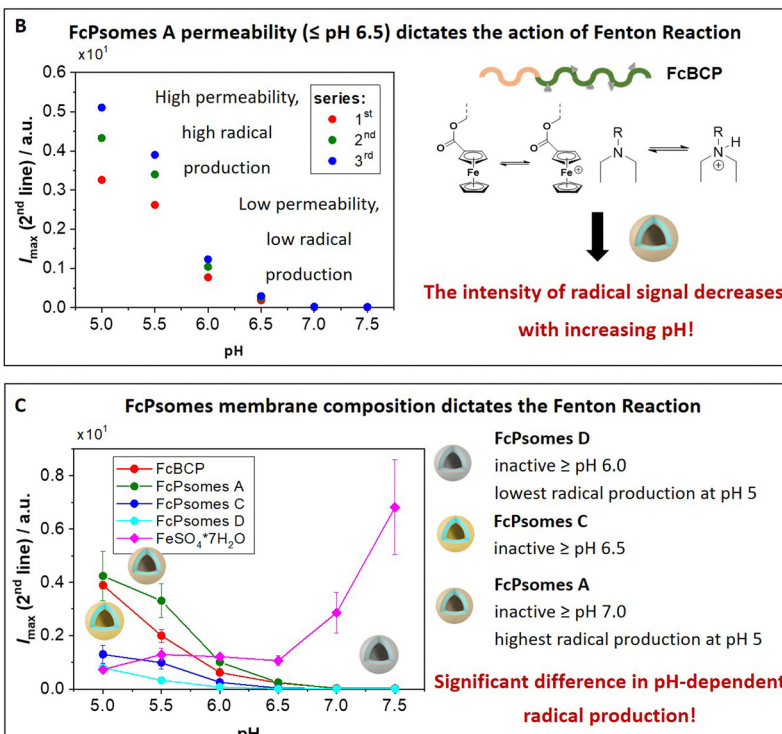 B
FcPsomes A permeability (≤ pH 6.5) dictates the action of Fenton Reaction
x10¹
0.6
0.5
0.4
0.3
0.2
0.1
0.0
I_max (2nd line) / a.u.
High permeability,
high radical
production
series:
1st
2nd
3rd
Low permeability,
low radical
production
5.0 5.5 6.0 6.5 7.0 7.5
pH
FcBCP
O
O
Fe
O
O
Fe
⊕
R
N
R
H
N
⊕
The intensity of radical signal decreases
with increasing pH!
C
FcPsomes membrane composition dictates the Fenton Reaction
x10¹
0.8
0.6
0.4
0.2
0.0
I_max (2nd line) / a.u.
FcBCP
FcPsomes A
FcPsomes C
FcPsomes D
FeSO₄*7H₂O
5.0 5.5 6.0 6.5 7.0 7.5
pH
FcPsomes D
inactive ≥ pH 6.0
lowest radical production at pH 5
FcPsomes C
inactive ≥ pH 6.5
FcPsomes A
inactive ≥ pH 7.0
highest radical production at pH 5
Significant difference in pH-dependent
radical production!